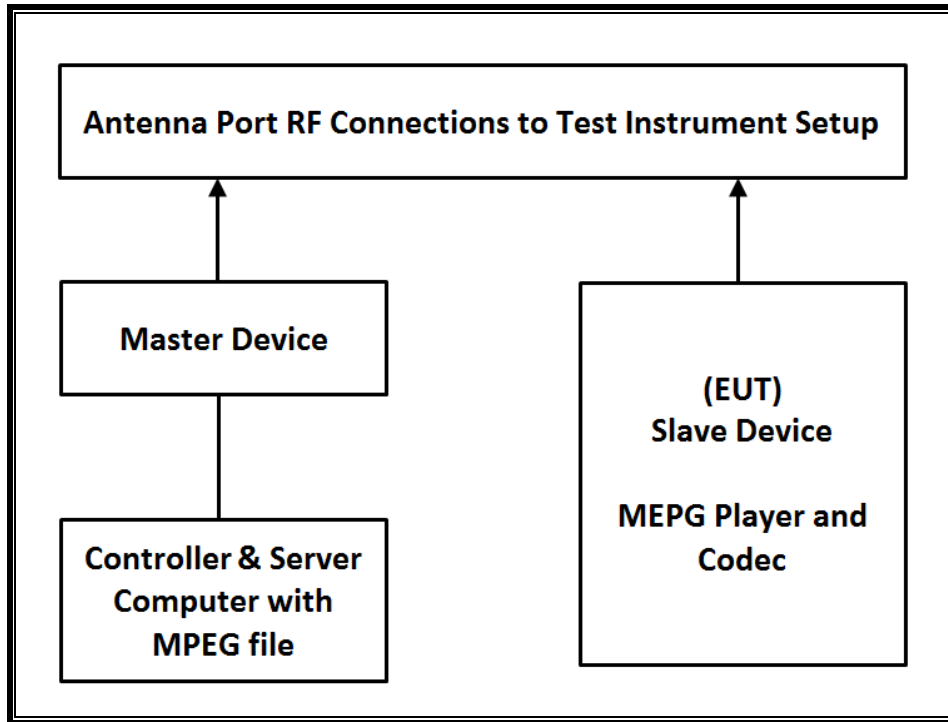 Antenna Port RF Connections to Test Instrument Setup
Master Device
(EUT)
Slave Device
MEPG Player and
Codec
Controller & Server
Computer with
MPEG file